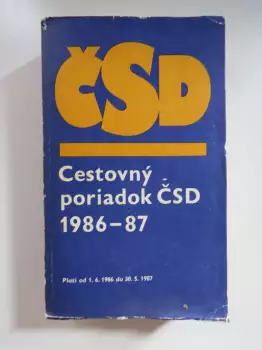 ČSD
Cestovný
poriadok ČSD
1986-87
Platí od 1. 6. 1986 do 30. 5. 1987